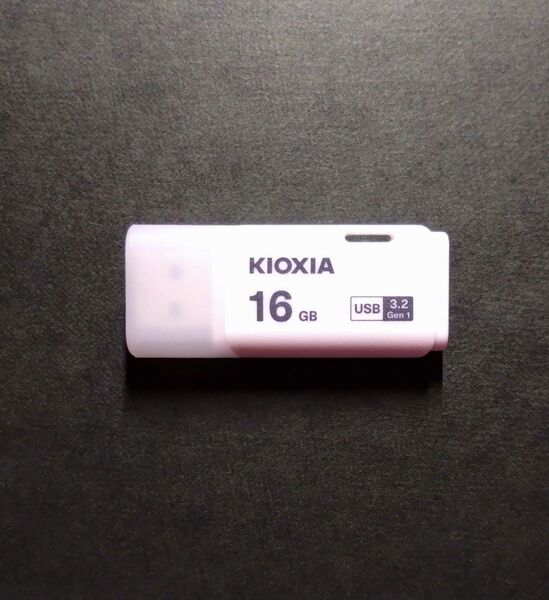 KIOXIA
16 GB
USB 3.2 Gen 1